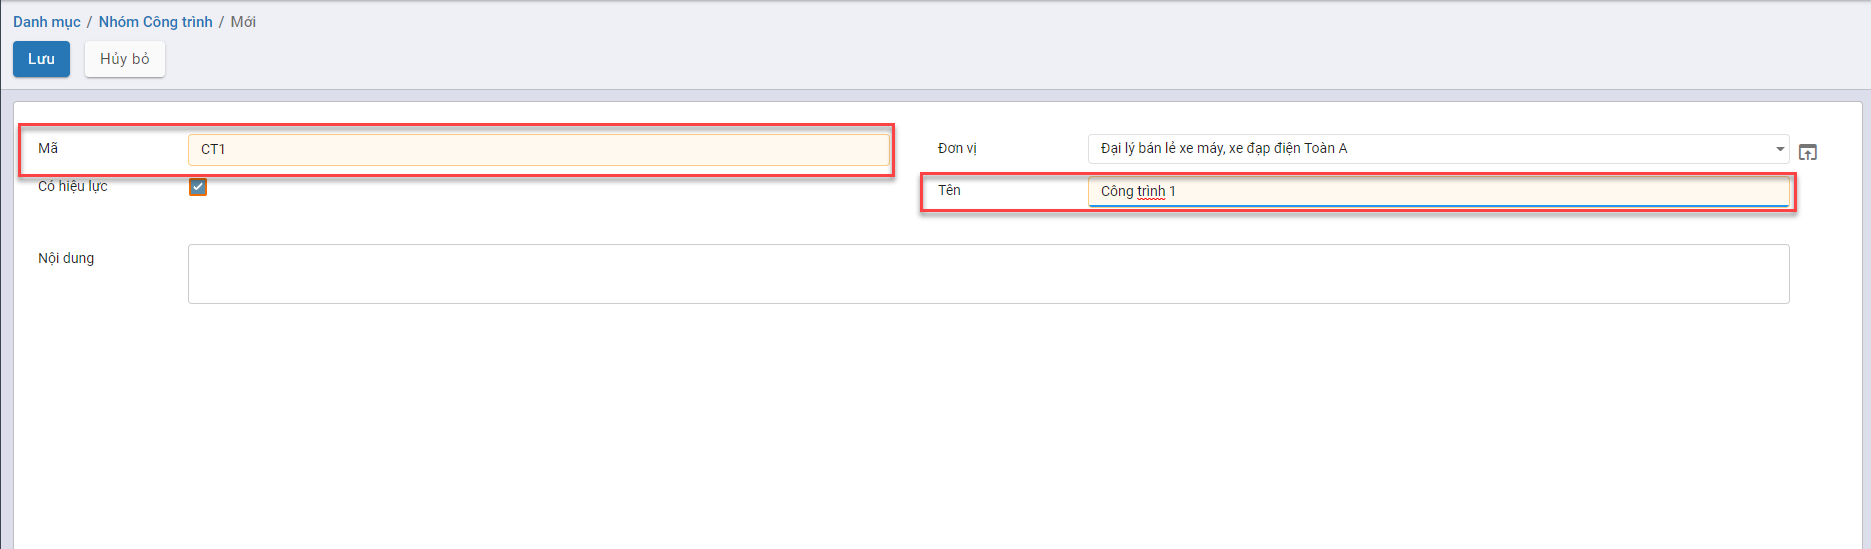 Danh mục / Nhóm Công trình / Mới
Lưu Hủy bỏ
Mã CT1 Đơn vị Đại lý bán lẻ xe máy, xe đạp điện Toàn A
Có hiệu lực Tên Công trình 1
Nội dung